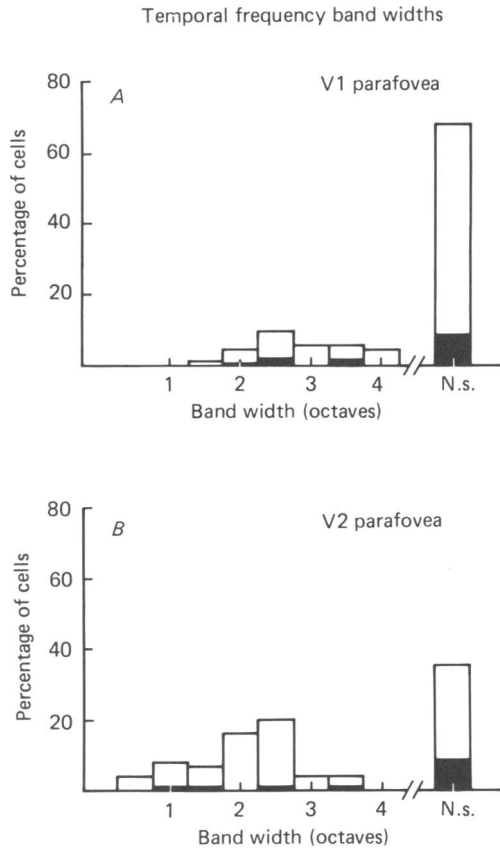 Temporal frequency band widths
80
A
V1 parafovea
60
Percentage of cells
40
20
1 2 3 4 N.s.
Band width (octaves)
80
B
V2 parafovea
60
Percentage of cells
40
20
1 2 3 4 N.s.
Band width (octaves)